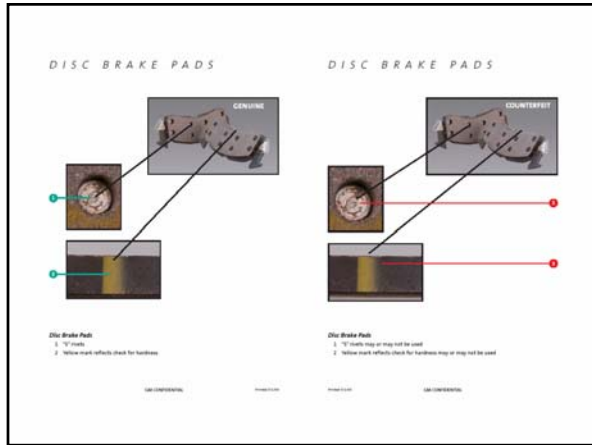 DISC BRAKE PADS
GENUINE
1
2
Disc Brake Pads
1 "S" rivets
2 Yellow mark reflects check for hardness
GM CONFIDENTIAL
DISC BRAKE PADS
COUNTERFEIT
Disc Brake Pads
1 "S" rivets may or may not be used
2 Yellow mark reflects check for hardness may or may not be used
GM CONFIDENTIAL